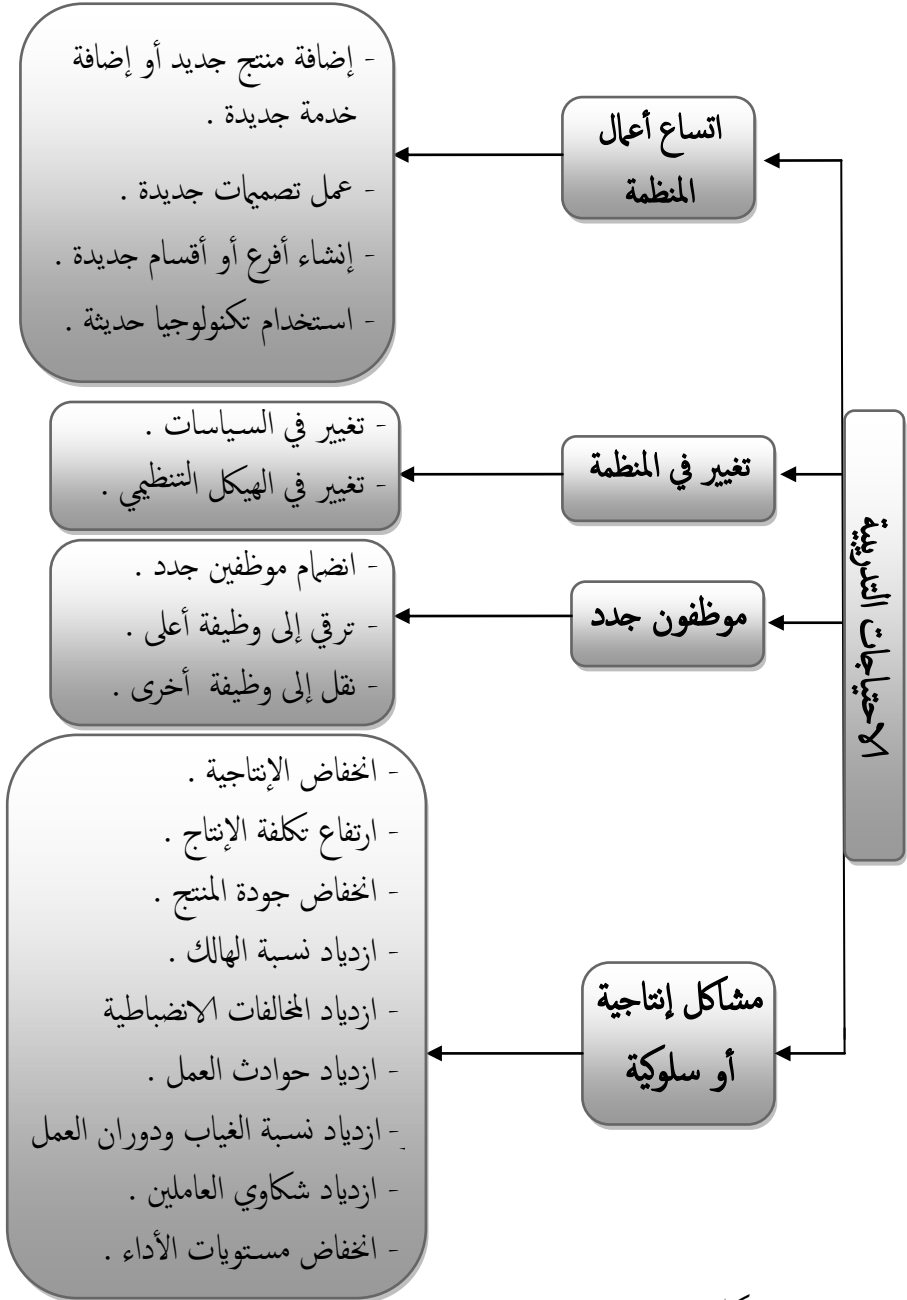 الاحتياجات التدريبية
اتساع أعمال
المنظمة
- إضافة منتج جديد أو إضافة
خدمة جديدة .
- عمل تصميمات جديدة .
- إنشاء أفرع أو أقسام جديدة .
- استخدام تكنولوجيا حديثة .
تغيير في المنظمة
- تغيير في السياسات .
- تغيير في الهيكل التنظيمي .
موظفون جدد
- انضمام موظفين جدد .
- ترقي إلى وظيفة أعلى .
- نقل إلى وظيفة أخرى .
مشاكل إنتاجية
أو سلوكية
- انخفاض الإنتاجية .
- ارتفاع تكلفة الإنتاج .
- انخفاض جودة المنتج .
- ازدياد نسبة الهالك .
- ازدياد المخالفات الانضباطية
- ازدياد حوادث العمل .
- ازدياد نسبة الغياب ودوران العمل
- ازدياد شكاوي العاملين .
- انخفاض مستويات الأداء .